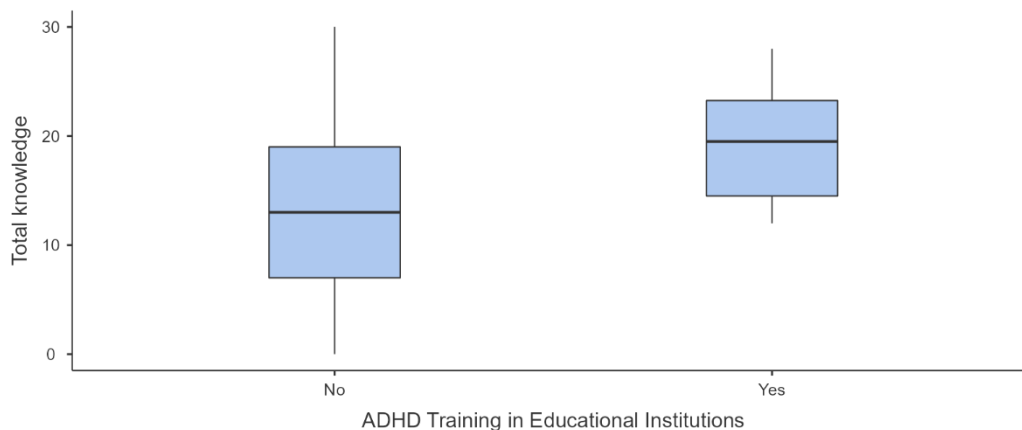 30
20
10
0
Total knowledge
No
Yes
ADHD Training in Educational Institutions